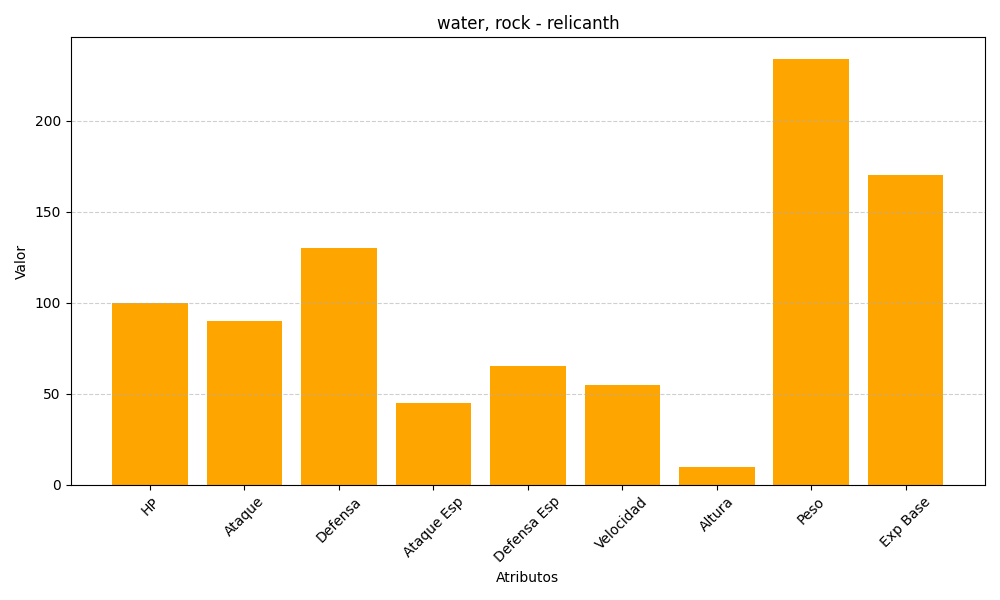 water, rock - relicanth
Valor
200
150
100
50
0
HP
Ataque
Defensa
Ataque Esp
Defensa Esp
Velocidad
Altura
Peso
Exp Base
Atributos